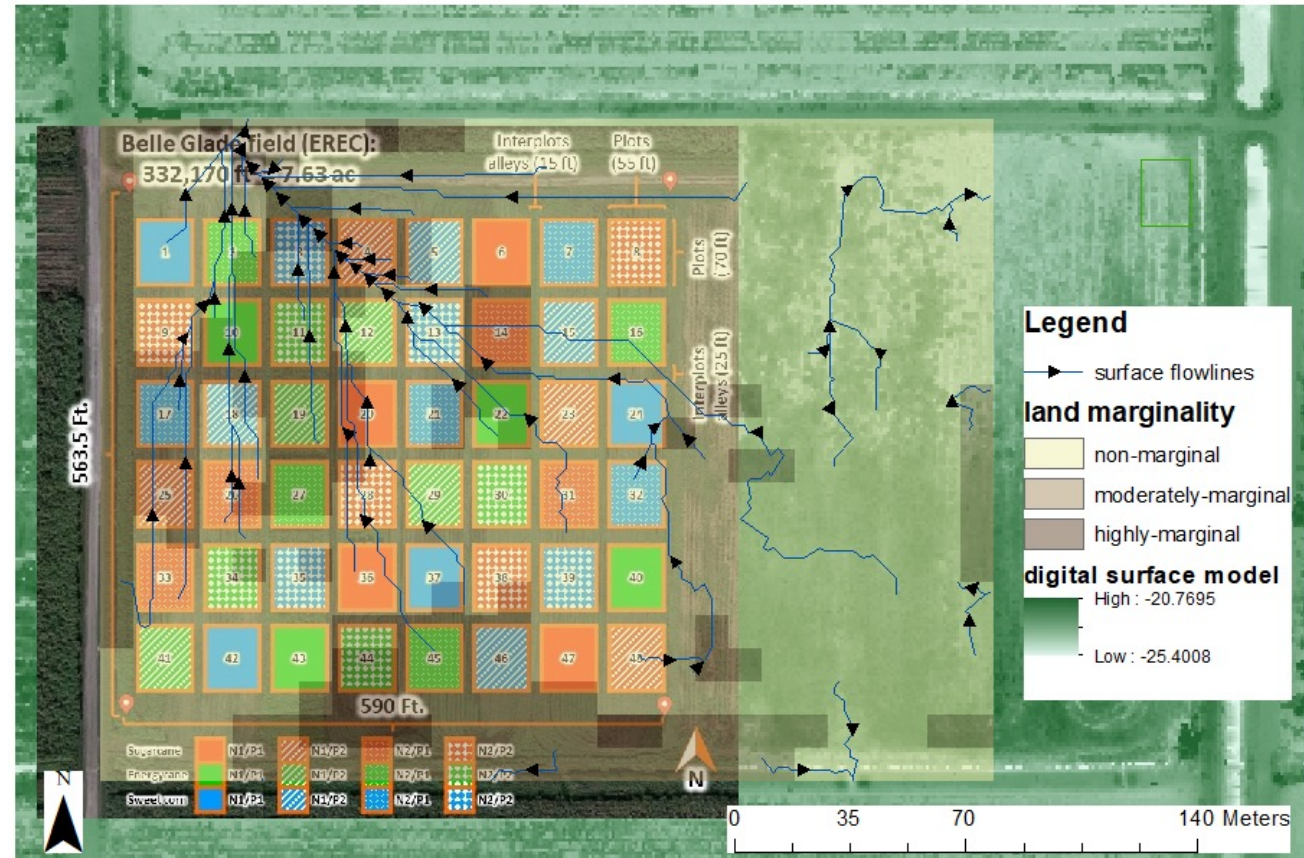 Belle Glade field (EREC):
332,170 ft 7.63 ac
Interplots
alleys (15 ft)
Plots
(55 ft)
Plots
(70 ft)
Interplots
alleys (25 ft)
563.5 Ft.
1 2 3 4 5 6 7 8
9 10 11 12 13 14 15 16
17 18 19 20 21 22 23 24
25 26 27 28 29 30 31 32
33 34 35 36 37 38 39 40
41 42 43 44 45 46 47 48
590 Ft.
Sugarcane N1/P1 N1/P2 N2/P1 N2/P2
Energycane N1/P1 N1/P2 N2/P1 N2/P2
Sweet corn N1/P1 N1/P2 N2/P1 N2/P2
N
N
Legend
surface flowlines
land marginality
non-marginal
moderately-marginal
highly-marginal
digital surface model
High : -20.7695
Low : -25.4008
0 35 70 140 Meters